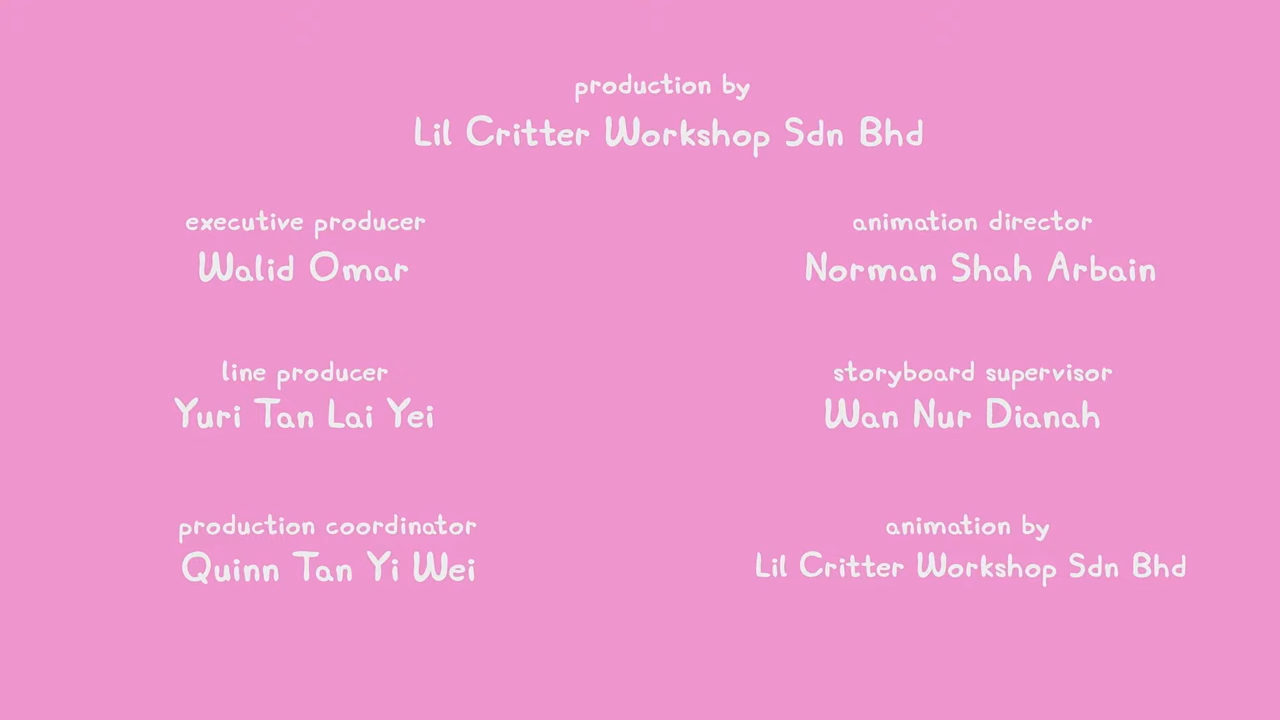 production by
Lil Critter Workshop Sdn Bhd
executive producer
Walid Omar
animation director
Norman Shah Arbain
line producer
Yuri Tan Lai Yei
storyboard supervisor
Wan Nur Dianah
production coordinator
Quinn Tan Yi Wei
animation by
Lil Critter Workshop Sdn Bhd